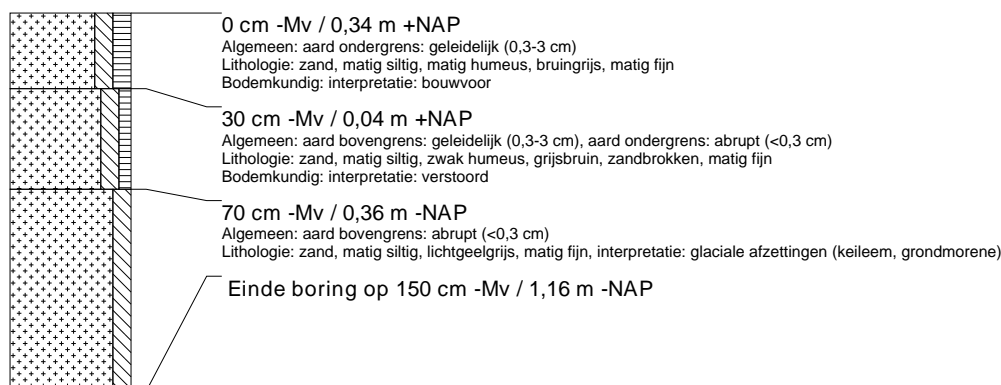 0 cm -Mv / 0,34 m +NAP
Algemeen: aard ondergrens: geleidelijk (0,3-3 cm)
Lithologie: zand, matig siltig, matig humeus, bruingrijs, matig fijn
Bodemkundig: interpretatie: bouwvoor
30 cm -Mv / 0,04 m +NAP
Algemeen: aard bovengrens: geleidelijk (0,3-3 cm), aard ondergrens: abrupt (<0,3 cm)
Lithologie: zand, matig siltig, zwak humeus, grijsbruin, zandbrokken, matig fijn
Bodemkundig: interpretatie: verstoord
70 cm -Mv / 0,36 m -NAP
Algemeen: aard bovengrens: abrupt (<0,3 cm)
Lithologie: zand, matig siltig, lichtgeelgrijs, matig fijn, interpretatie: glaciale afzettingen (keileem, grondmorene)
Einde boring op 150 cm -Mv / 1,16 m -NAP